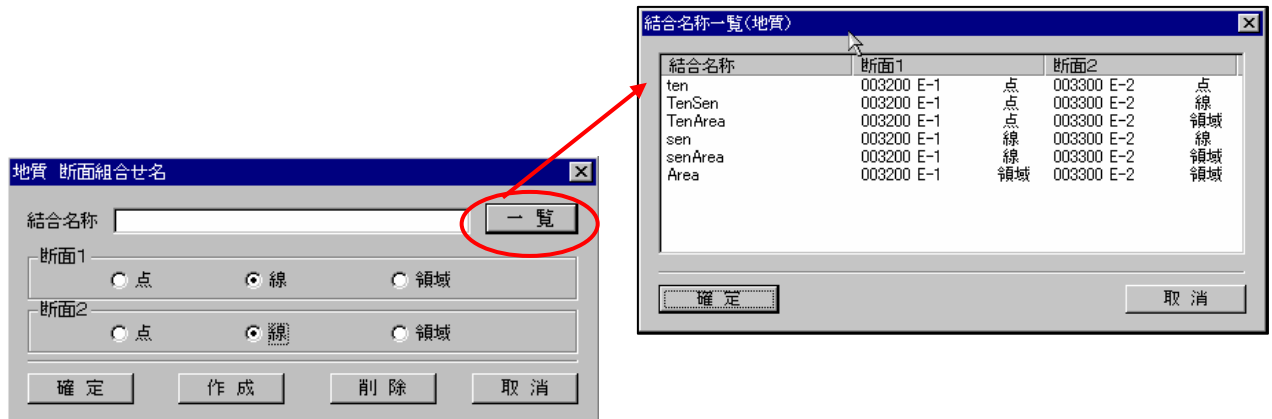 結合名称一覧(地質)
結合名称 断面1 断面2
ten 003200 E-1 点 003300 E-2 点
TenSen 003200 E-1 点 003300 E-2 線
TenArea 003200 E-1 点 003300 E-2 領域
sen 003200 E-1 線 003300 E-2 線
senArea 003200 E-1 線 003300 E-2 領域
Area 003200 E-1 領域 003300 E-2 領域
確 定 取 消
地質 断面組合せ名
結合名称 一 覧
断面1
点 線 領域
断面2
点 線 領域
確 定 作 成 削 除 取 消